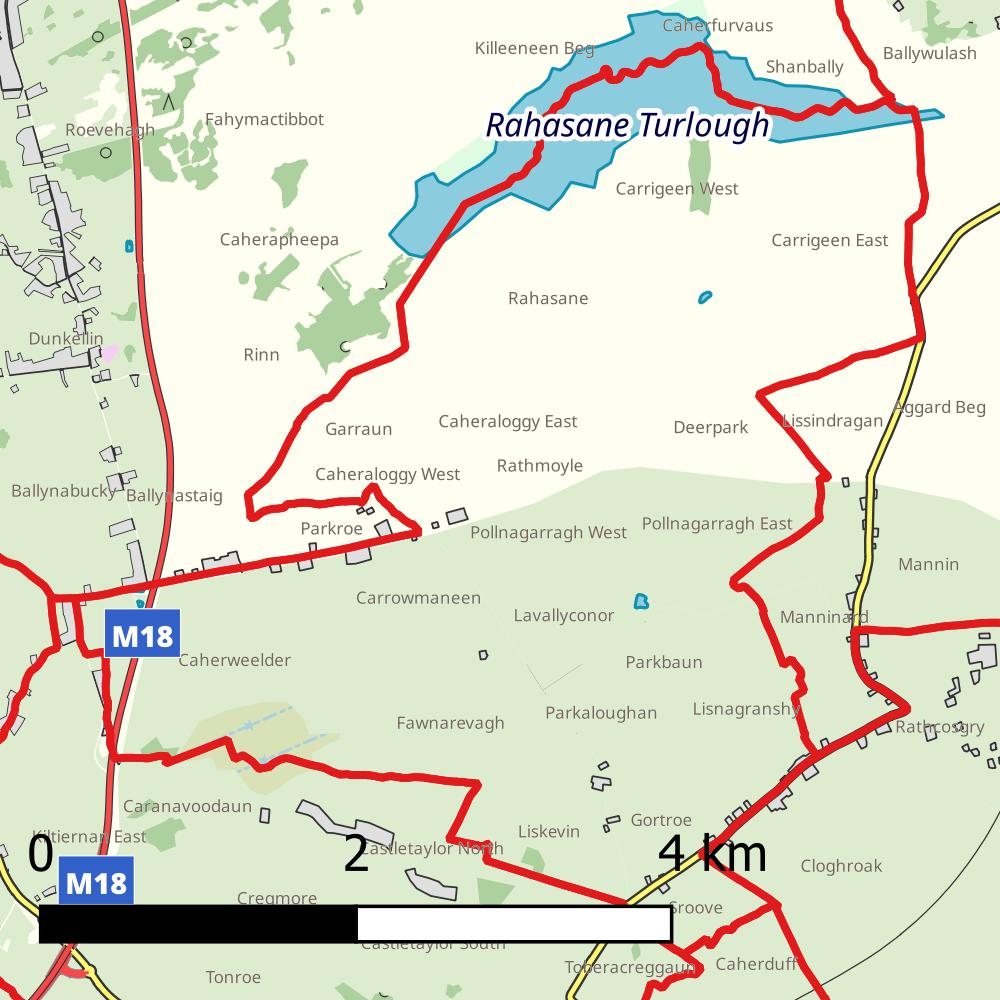 Caherfurvaus
Killeeneen Beg
Ballywulash
Shanbally
Roevehagh
Fahymactibbot
Rahasane Turlough
Carrigeen West
Caherapheepa
Carrigeen East
Rahasane
Dunkellin
Rinn
Aggard Beg
Caheraloggy East
Lissindragan
Garraun
Deerpark
Rathmoyle
Caheraloggy West
Ballynabucky
Ballynastaig
Parkroe
Pollnagarragh West
Pollnagarragh East
Mannin
Carrowmaneen
Lavallyconor
Manninard
M18
Caherweelder
Parkbaun
Fawnarevagh
Parkaloughan
Lisnagranshy
Rathcosgry
Caranavoodaun
Gortroe
Liskevin
Kiltiernan East
0 2 4 km
Castletaylor North
Cloghroak
M18
Cregmore
Sroove
Castletaylor South
Toberacreggaun
Caherduff
Tonroe